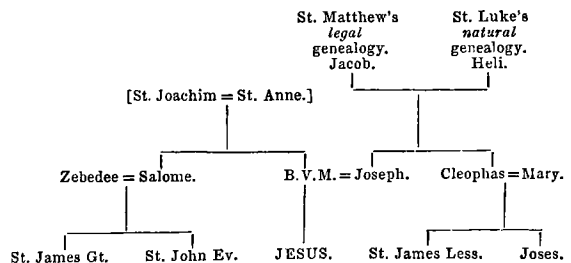 St. Matthew's St. Luke's
legal natural
genealogy. genealogy.
Jacob. Heli.
[St. Joachim = St. Anne.]
Zebedee = Salome. B.V.M. = Joseph. Cleophas = Mary.
St. James Gt. St. John Ev. JESUS. St. James Less. Joses.